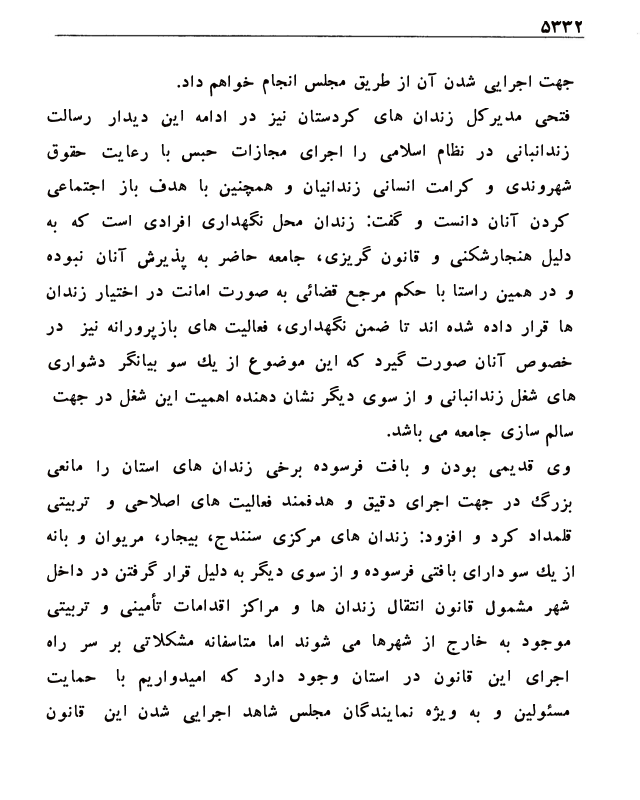 ۵۳۳۲
جهت اجرایی شدن آن از طریق مجلس انجام خواهم داد.
فتحی مدیرکل زندان های کردستان نیز در ادامه این دیدار رسالت
زندانبانی در نظام اسلامی را اجرای مجازات حبس با رعایت حقوق
شهروندی و کرامت انسانی زندانیان و همچنین با هدف باز اجتماعی
کردن آنان دانست و گفت: زندان محل نگهداری افرادی است که به
دلیل هنجارشکنی و قانون گریزی، جامعه حاضر به پذیرش آنان نبوده
و در همین راستا با حکم مرجع قضائی به صورت امانت در اختیار زندان
ها قرار داده شده اند تا ضمن نگهداری، فعالیت های بازپرورانه نیز در
خصوص آنان صورت گیرد که این موضوع از یك سو بیانگر دشواری
های شغل زندانبانی و از سوی دیگر نشان دهنده اهمیت این شغل در جهت
سالم سازی جامعه می باشد.
وی قدیمی بودن و بافت فرسوده برخی زندان های استان را مانعی
بزرگ در جهت اجرای دقیق و هدفمند فعالیت های اصلاحی و تربیتی
قلمداد کرد و افزود: زندان های مرکزی سنندج، بیجار، مریوان و بانه
از یك سو دارای بافتی فرسوده و از سوی دیگر به دلیل قرار گرفتن در داخل
شهر مشمول قانون انتقال زندان ها و مراکز اقدامات تأمینی و تربیتی
موجود به خارج از شهرها می شوند اما متاسفانه مشکلاتی بر سر راه
اجرای این قانون در استان وجود دارد که امیدواریم با حمایت
مسئولین و به ویژه نمایندگان مجلس شاهد اجرایی شدن این قانون